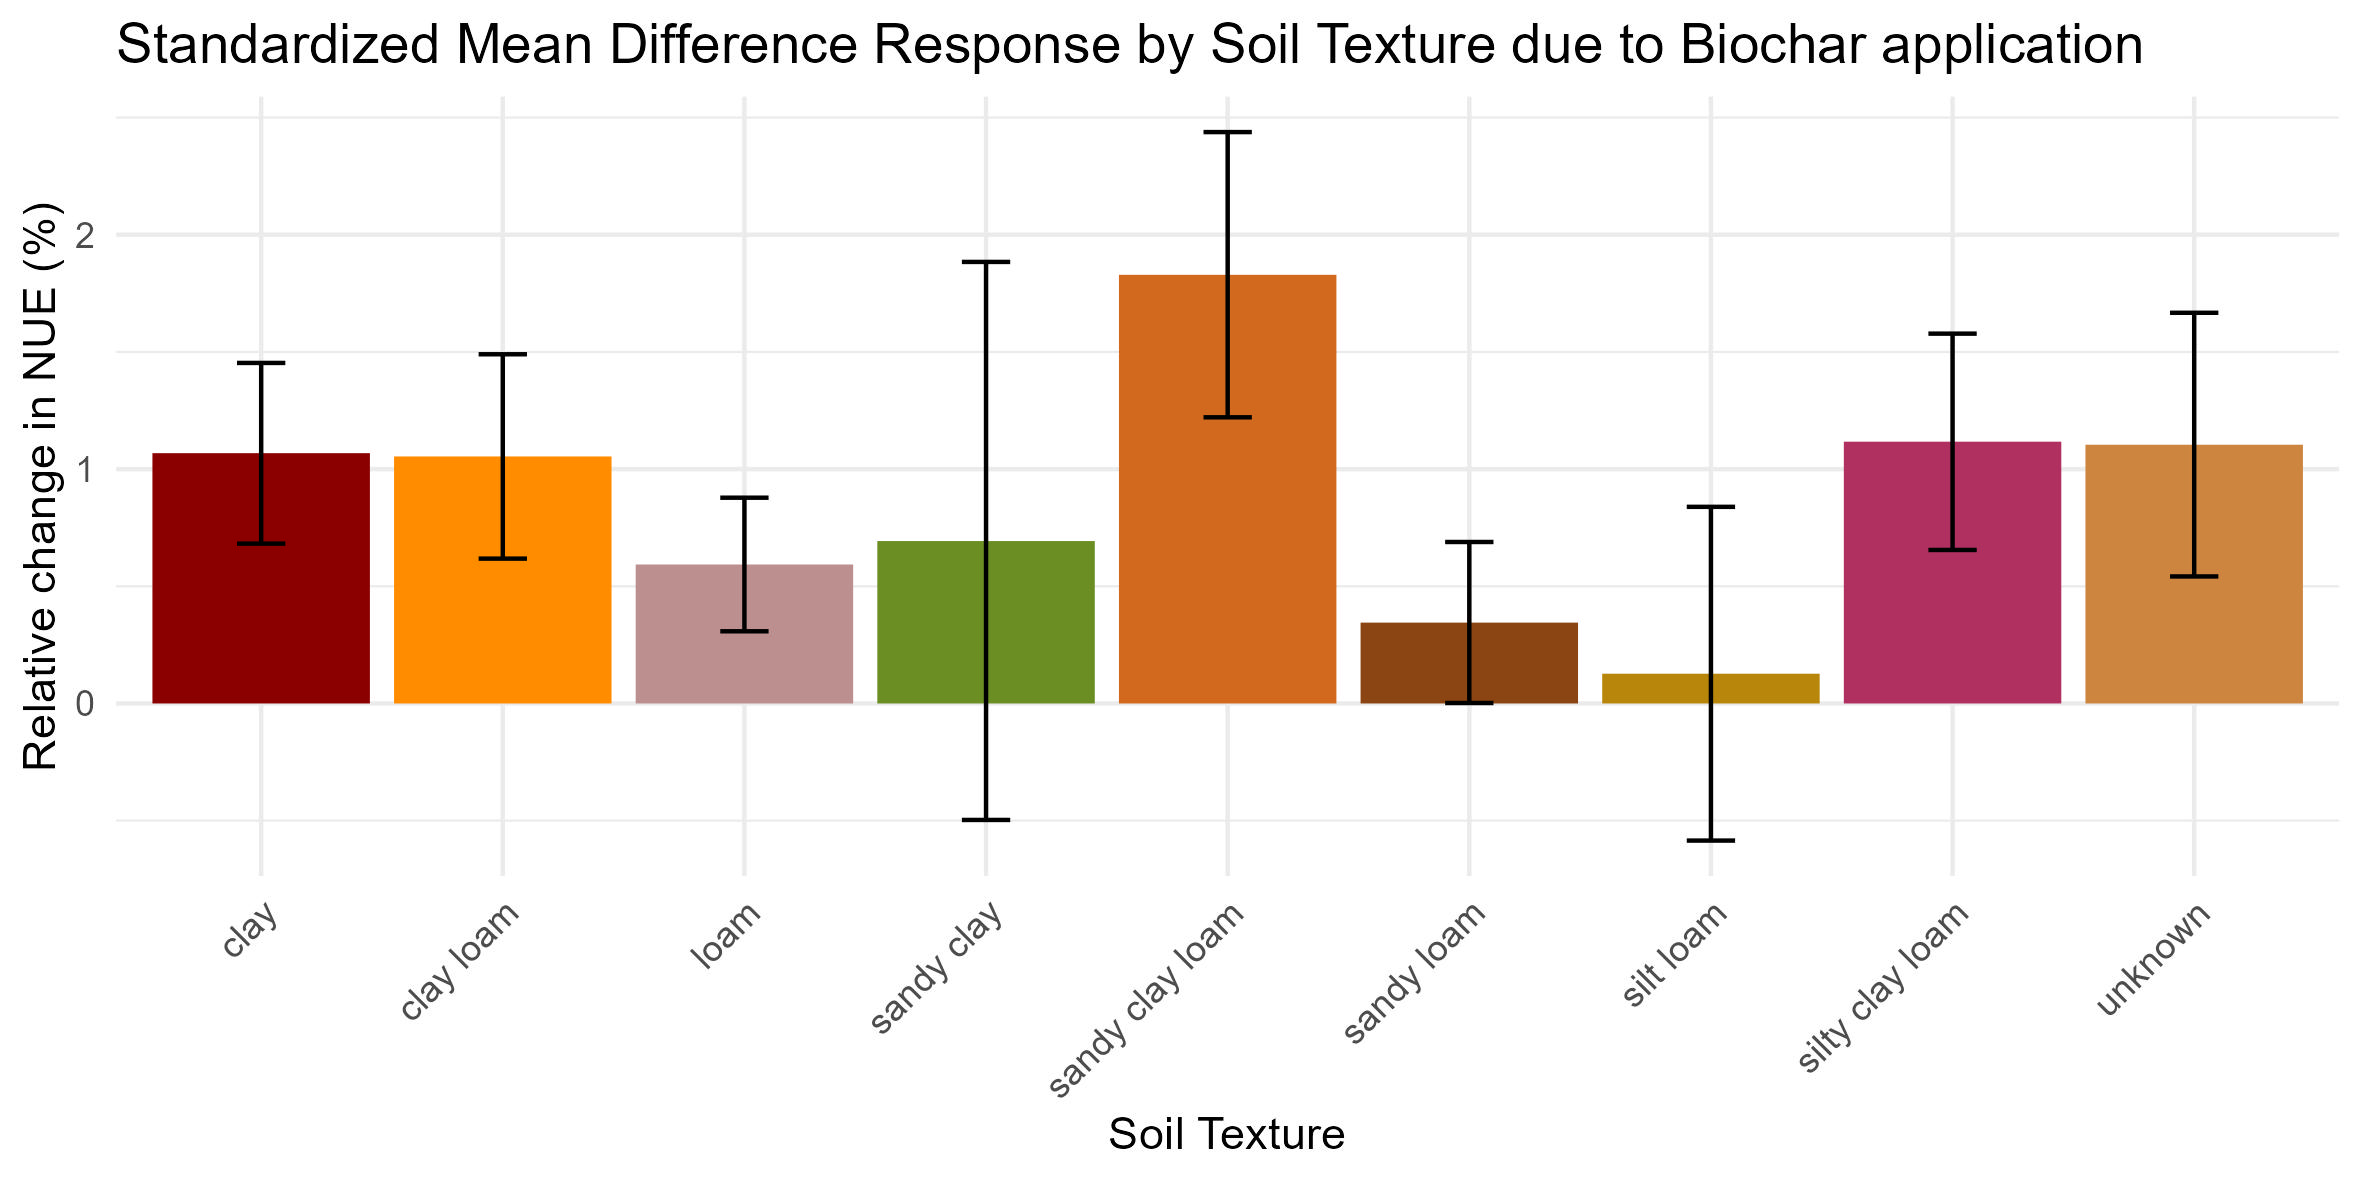 Standardized Mean Difference Response by Soil Texture due to Biochar application
Relative change in NUE (%)
2
1
0
clay
clay loam
loam
sandy clay
sandy clay loam
sandy loam
silt loam
silty clay loam
unknown
Soil Texture